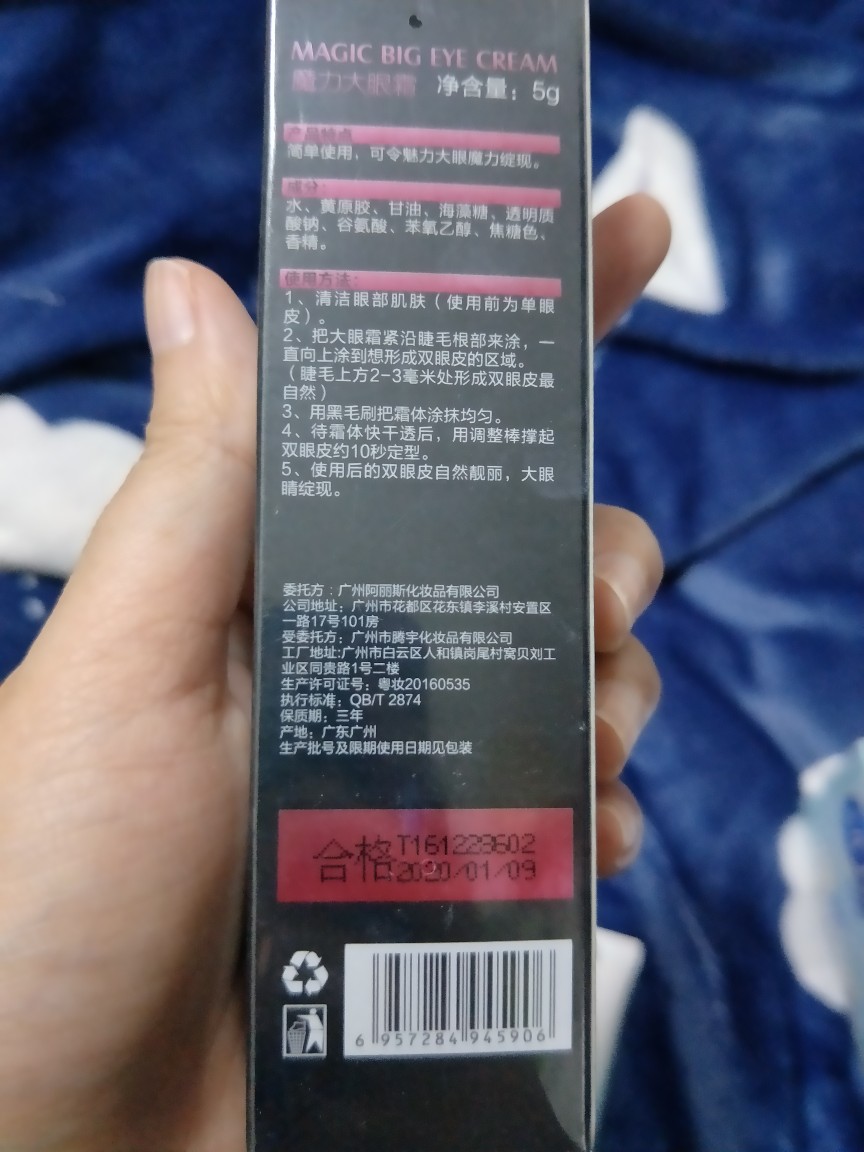 MAGIC BIG EYE CREAM
魔力大眼霜 净含量：5g
产品特点
简单使用，可令魅力大眼魔力绽现。
成分：
水、黄原胶、甘油、海藻糖、透明质
酸钠、谷氨酸、苯氧乙醇、焦糖色、
香精。
使用方法：
1、清洁眼部肌肤（使用前为单眼
皮）。
2、把大眼霜紧沿睫毛根部来涂，一
直向上涂到想形成双眼皮的区域。
（睫毛上方2-3毫米处形成双眼皮最
自然）
3、用黑毛刷把霜体涂抹均匀。
4、待霜体快干透后，用调整棒撑起
双眼皮约10秒定型。
5、使用后的双眼皮自然靓丽，大眼
睛绽现。
委托方：广州阿丽斯化妆品有限公司
公司地址：广州市花都区花东镇李溪村安置区
一路17号101房
受委托方：广州市腾宇化妆品有限公司
工厂地址:广州市白云区人和镇岗尾村窝贝刘工
业区同贵路1号二楼
生产许可证号：粤妆20160535
执行标准：QB/T 2874
保质期：三年
产地：广东广州
生产批号及限期使用日期见包装
合格 T161223602
2020/01/09
6 957284 945906